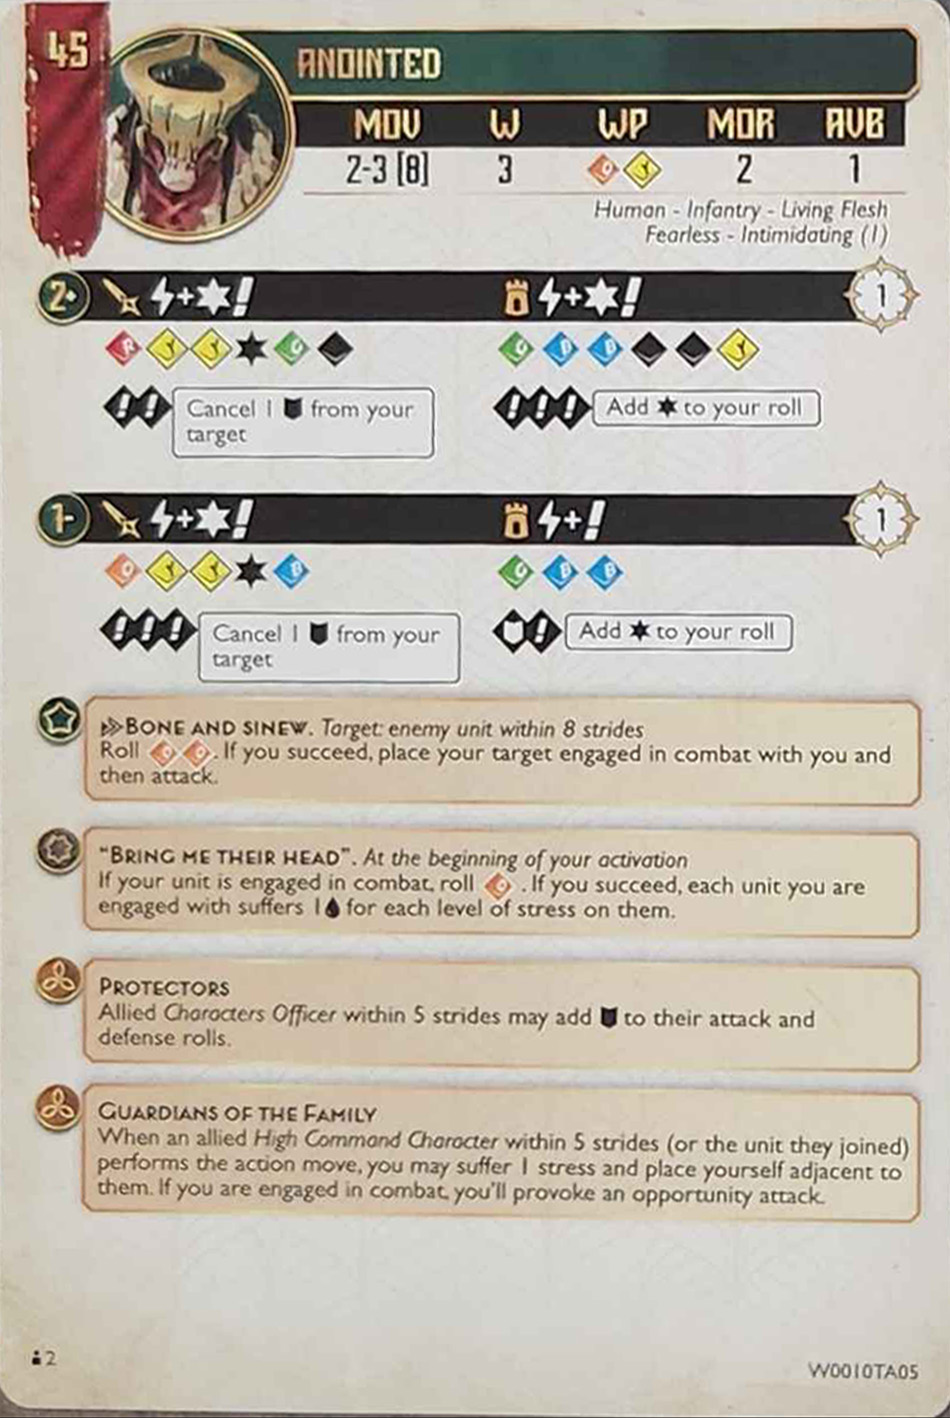 45
ANOINTED
MOV W WP MOR AVB
2-3 [8] 3 O Y 2 1
Human - Infantry - Living Flesh
Fearless - Intimidating (1)
2+ ! ! 1
R Y Y G G B B Y
!! Cancel 1 from your
target
!!! Add to your roll
1- ! ! 1
O Y Y B G B B
!!! Cancel 1 from your
target
! Add to your roll
BONE AND SINEW. Target: enemy unit within 8 strides
Roll O O. If you succeed, place your target engaged in combat with you and
then attack.
"BRING ME THEIR HEAD". At the beginning of your activation
If your unit is engaged in combat, roll O . If you succeed, each unit you are
engaged with suffers 1 for each level of stress on them.
PROTECTORS
Allied Characters Officer within 5 strides may add to their attack and
defense rolls.
GUARDIANS OF THE FAMILY
When an allied High Command Character within 5 strides (or the unit they joined)
performs the action move, you may suffer 1 stress and place yourself adjacent to
them. If you are engaged in combat, you'll provoke an opportunity attack.
2
W0010TA05